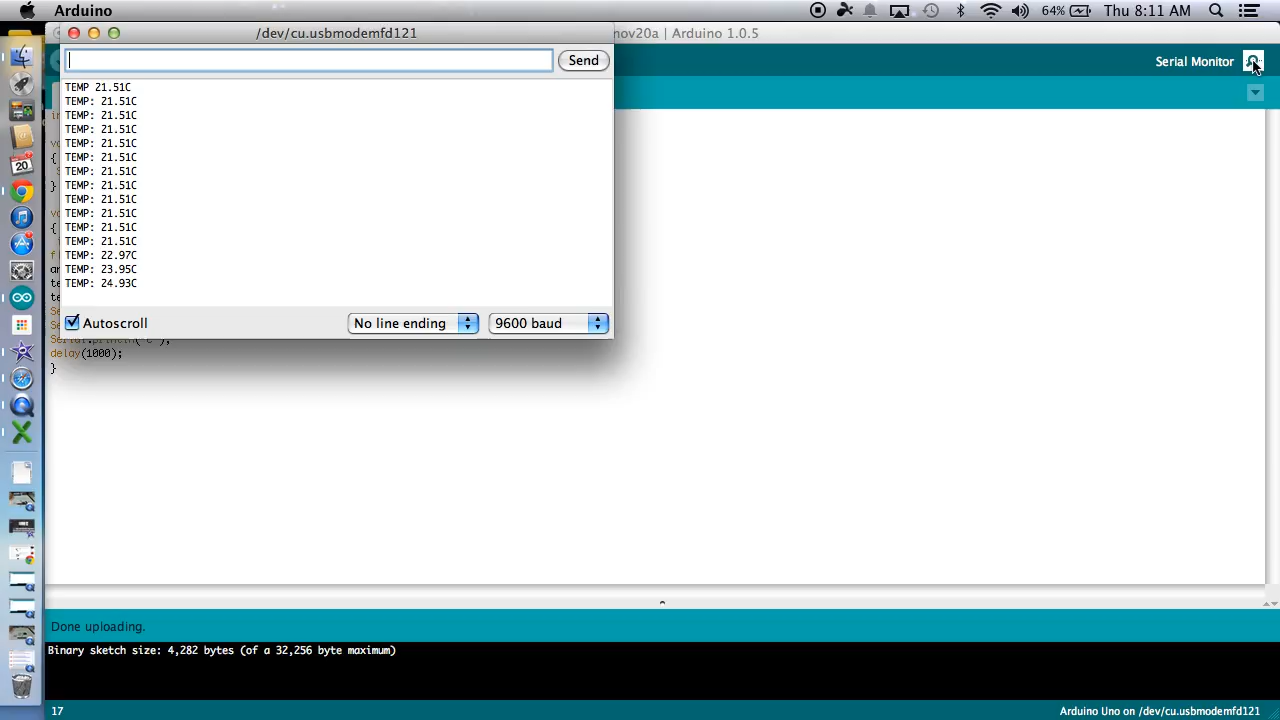 Arduino
64%
Thu 8:11 AM
/dev/cu.usbmodemfd121
nov20a | Arduino 1.0.5
Send
Serial Monitor
TEMP 21.51C
TEMP: 21.51C
TEMP: 21.51C
TEMP: 21.51C
TEMP: 21.51C
TEMP: 21.51C
TEMP: 21.51C
TEMP: 21.51C
TEMP: 21.51C
TEMP: 21.51C
TEMP: 21.51C
TEMP: 21.51C
TEMP: 22.97C
TEMP: 23.95C
TEMP: 24.93C
Autoscroll
No line ending
9600 baud
delay(1000);
}
20
Done uploading.
Binary sketch size: 4,282 bytes (of a 32,256 byte maximum)
17
Arduino Uno on /dev/cu.usbmodemfd121